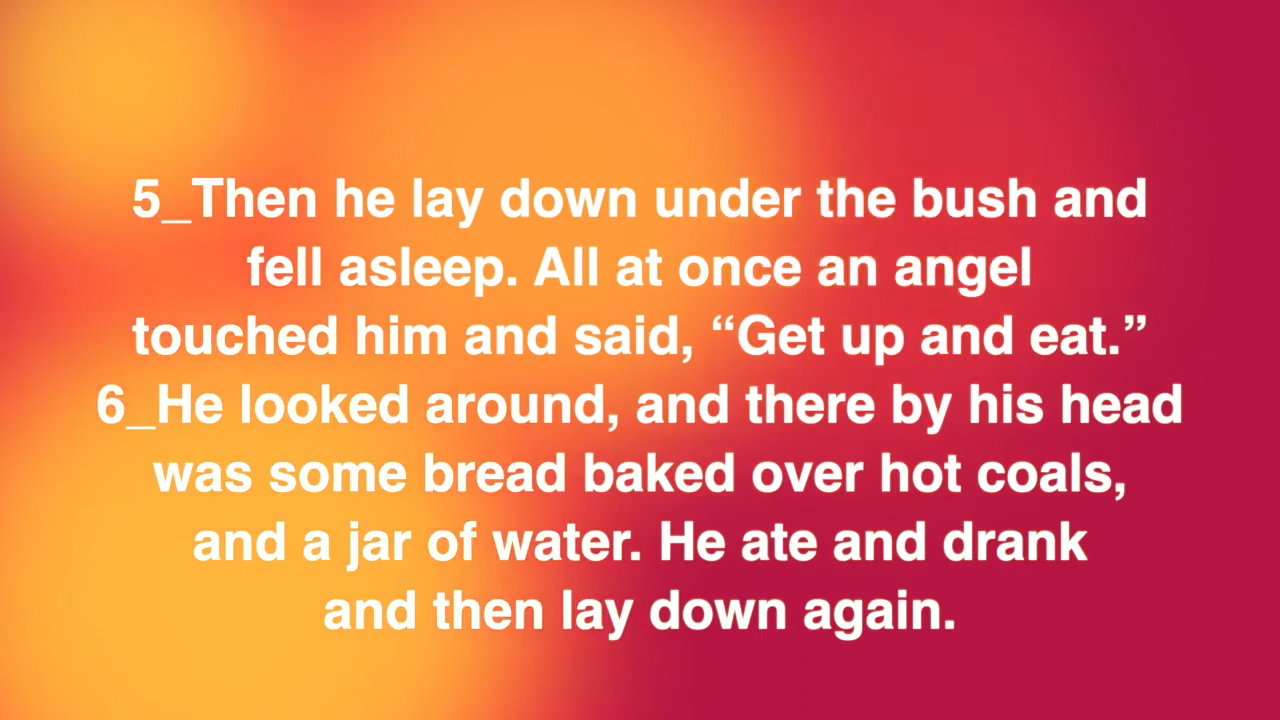 5_Then he lay down under the bush and
fell asleep. All at once an angel
touched him and said, “Get up and eat.”
6_He looked around, and there by his head
was some bread baked over hot coals,
and a jar of water. He ate and drank
and then lay down again.